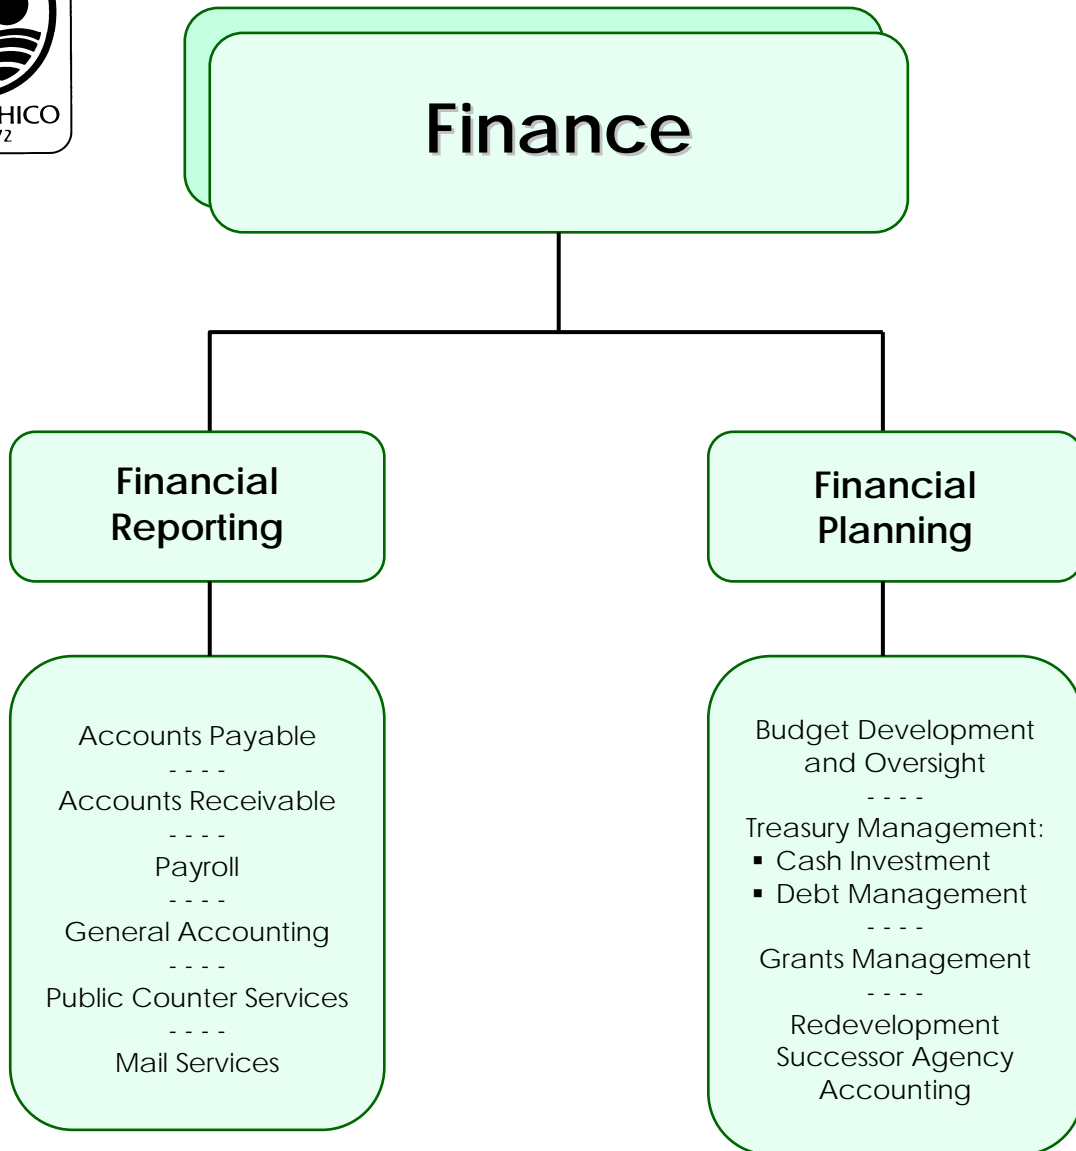 HICO
72
Finance
Financial
Reporting
Financial
Planning
Accounts Payable
- - - -
Accounts Receivable
- - - -
Payroll
- - - -
General Accounting
- - - -
Public Counter Services
- - - -
Mail Services
Budget Development
and Oversight
- - - -
Treasury Management:
▪ Cash Investment
▪ Debt Management
- - - -
Grants Management
- - - -
Redevelopment
Successor Agency
Accounting